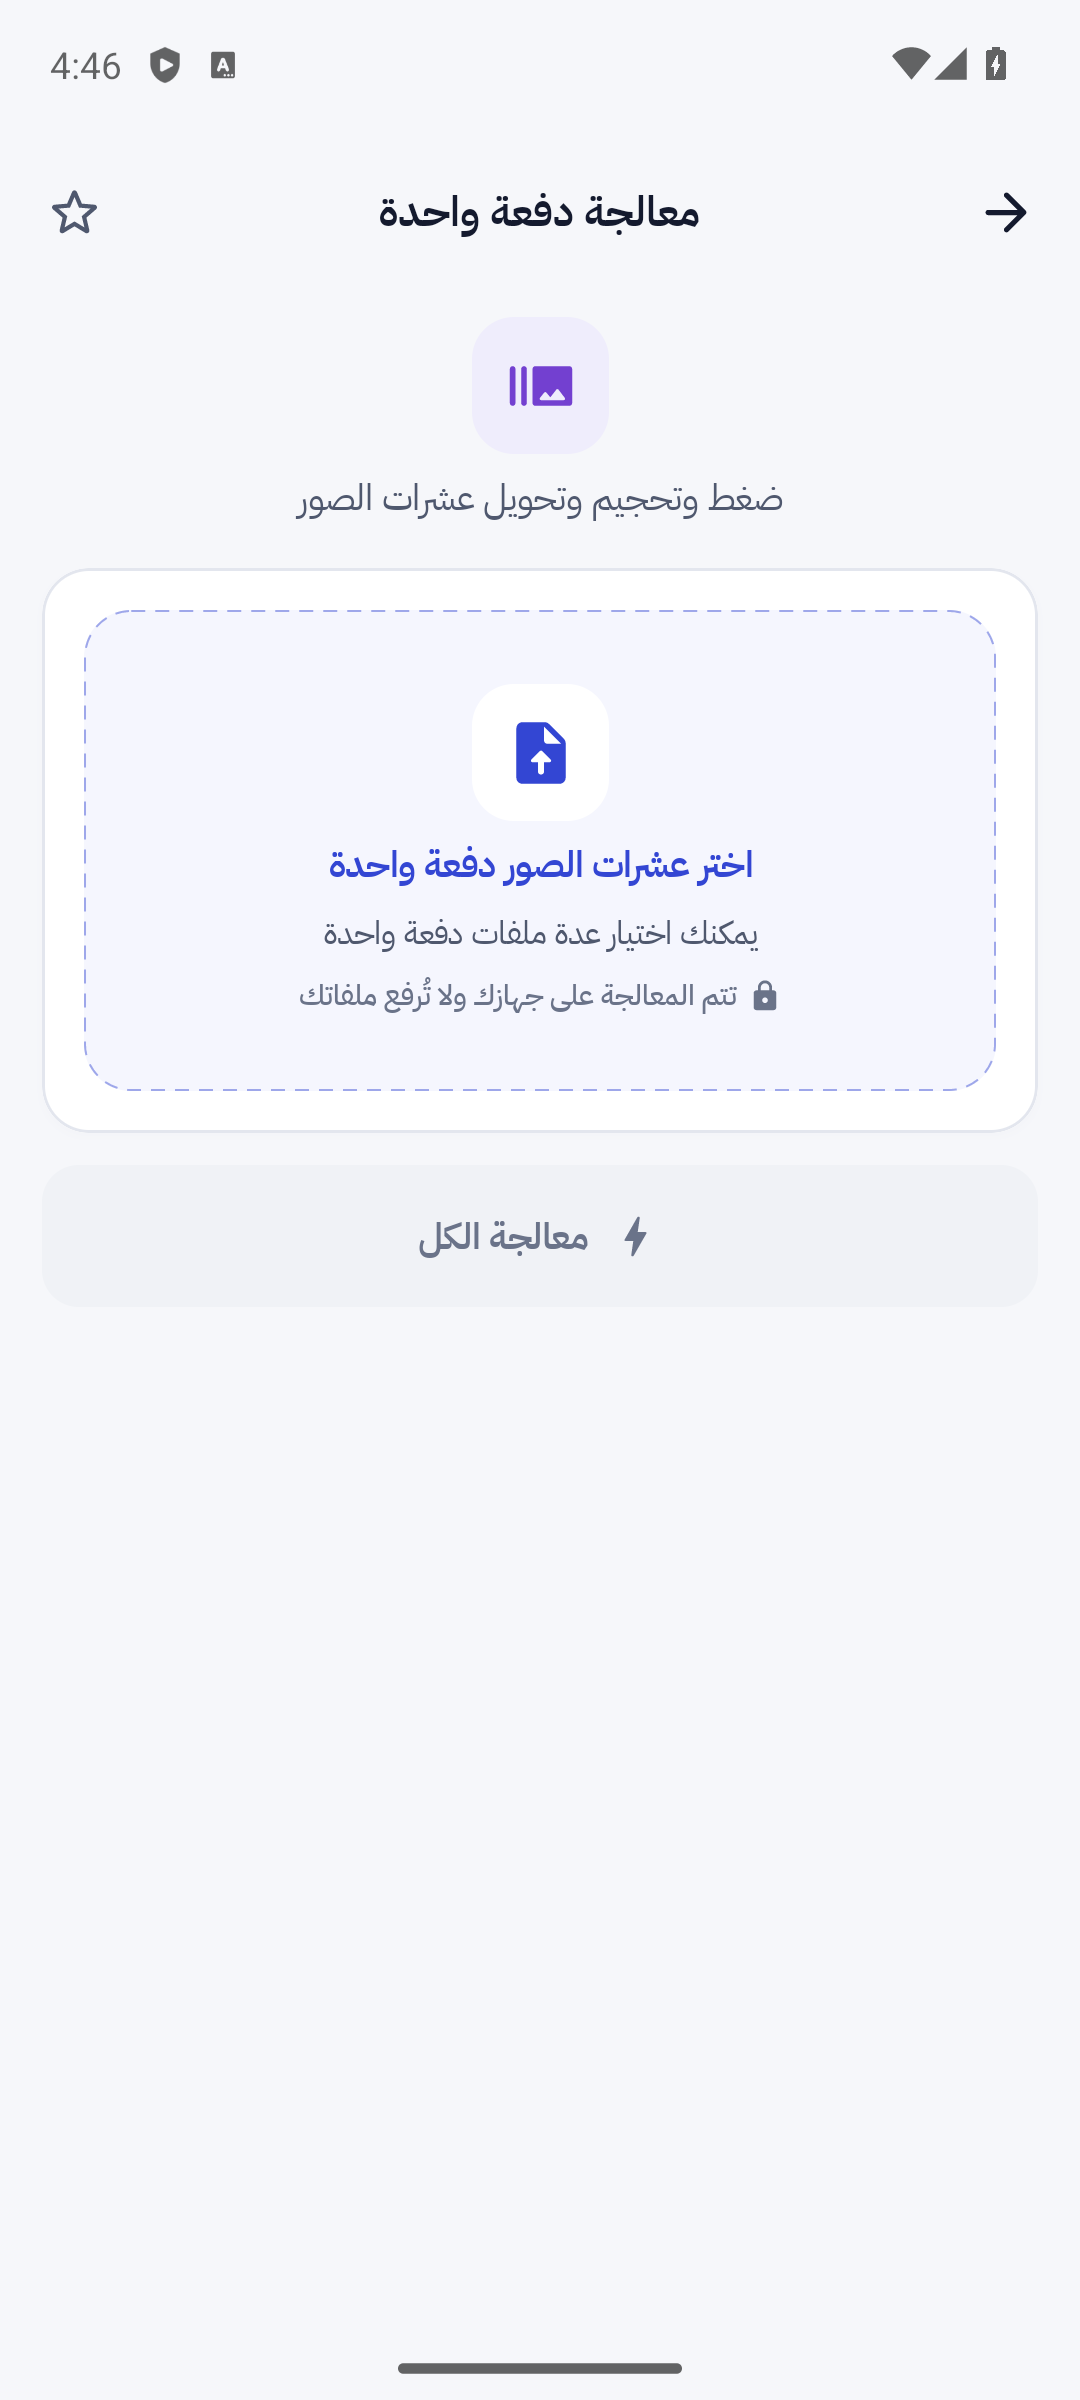 4:46
معالجة دفعة واحدة
ضغط وتحجيم وتحويل عشرات الصور
اختر عشرات الصور دفعة واحدة
يمكنك اختيار عدة ملفات دفعة واحدة
تتم المعالجة على جهازك ولا تُرفع ملفاتك
معالجة الكل